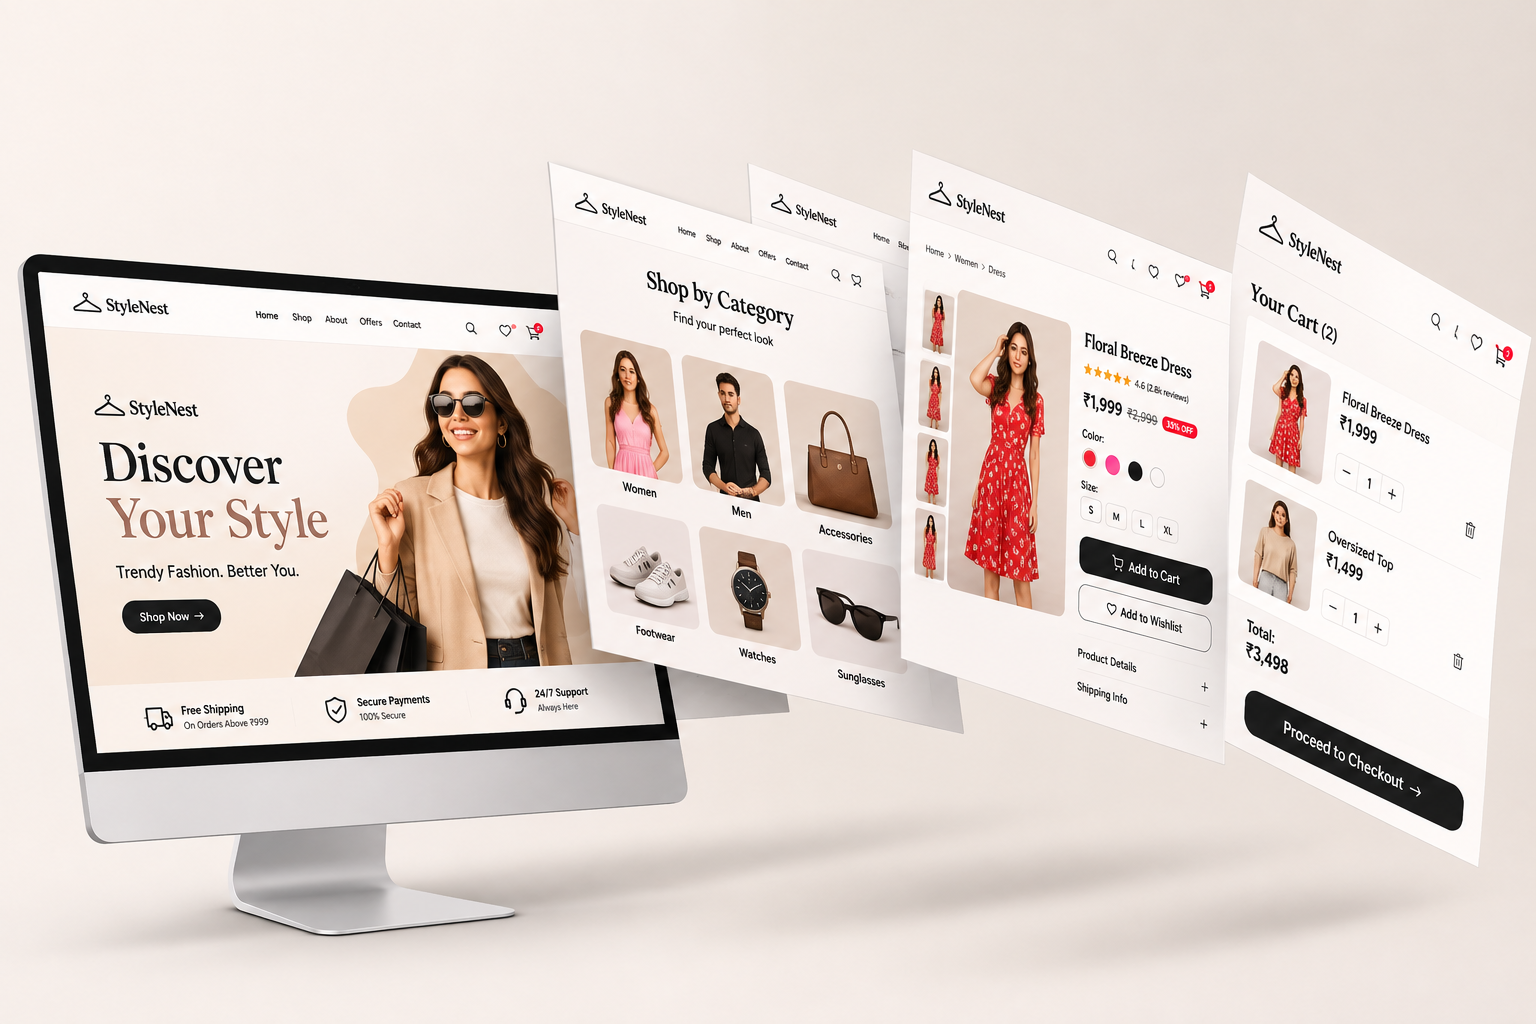 StyleNest
Home Shop About Offers Contact
StyleNest
Discover
Your Style
Trendy Fashion. Better You.
Shop Now →
Free Shipping
On Orders Above ₹999
Secure Payments
100% Secure
24/7 Support
Always Here
StyleNest
Home Shop About Offers Contact
Shop by Category
Find your perfect look
Women
Men
Accessories
Footwear
Watches
Sunglasses
StyleNest
Home
StyleNest
Home > Women > Dress
Floral Breeze Dress
4.6 (2.8k reviews)
₹1,999 ₹2,999 35% OFF
Color:
Size:
S M L XL
Add to Cart
Add to Wishlist
Product Details +
Shipping Info +
StyleNest
Your Cart (2)
Floral Breeze Dress
₹1,999
− 1 +
Oversized Top
₹1,499
− 1 +
Total:
₹3,498
Proceed to Checkout →